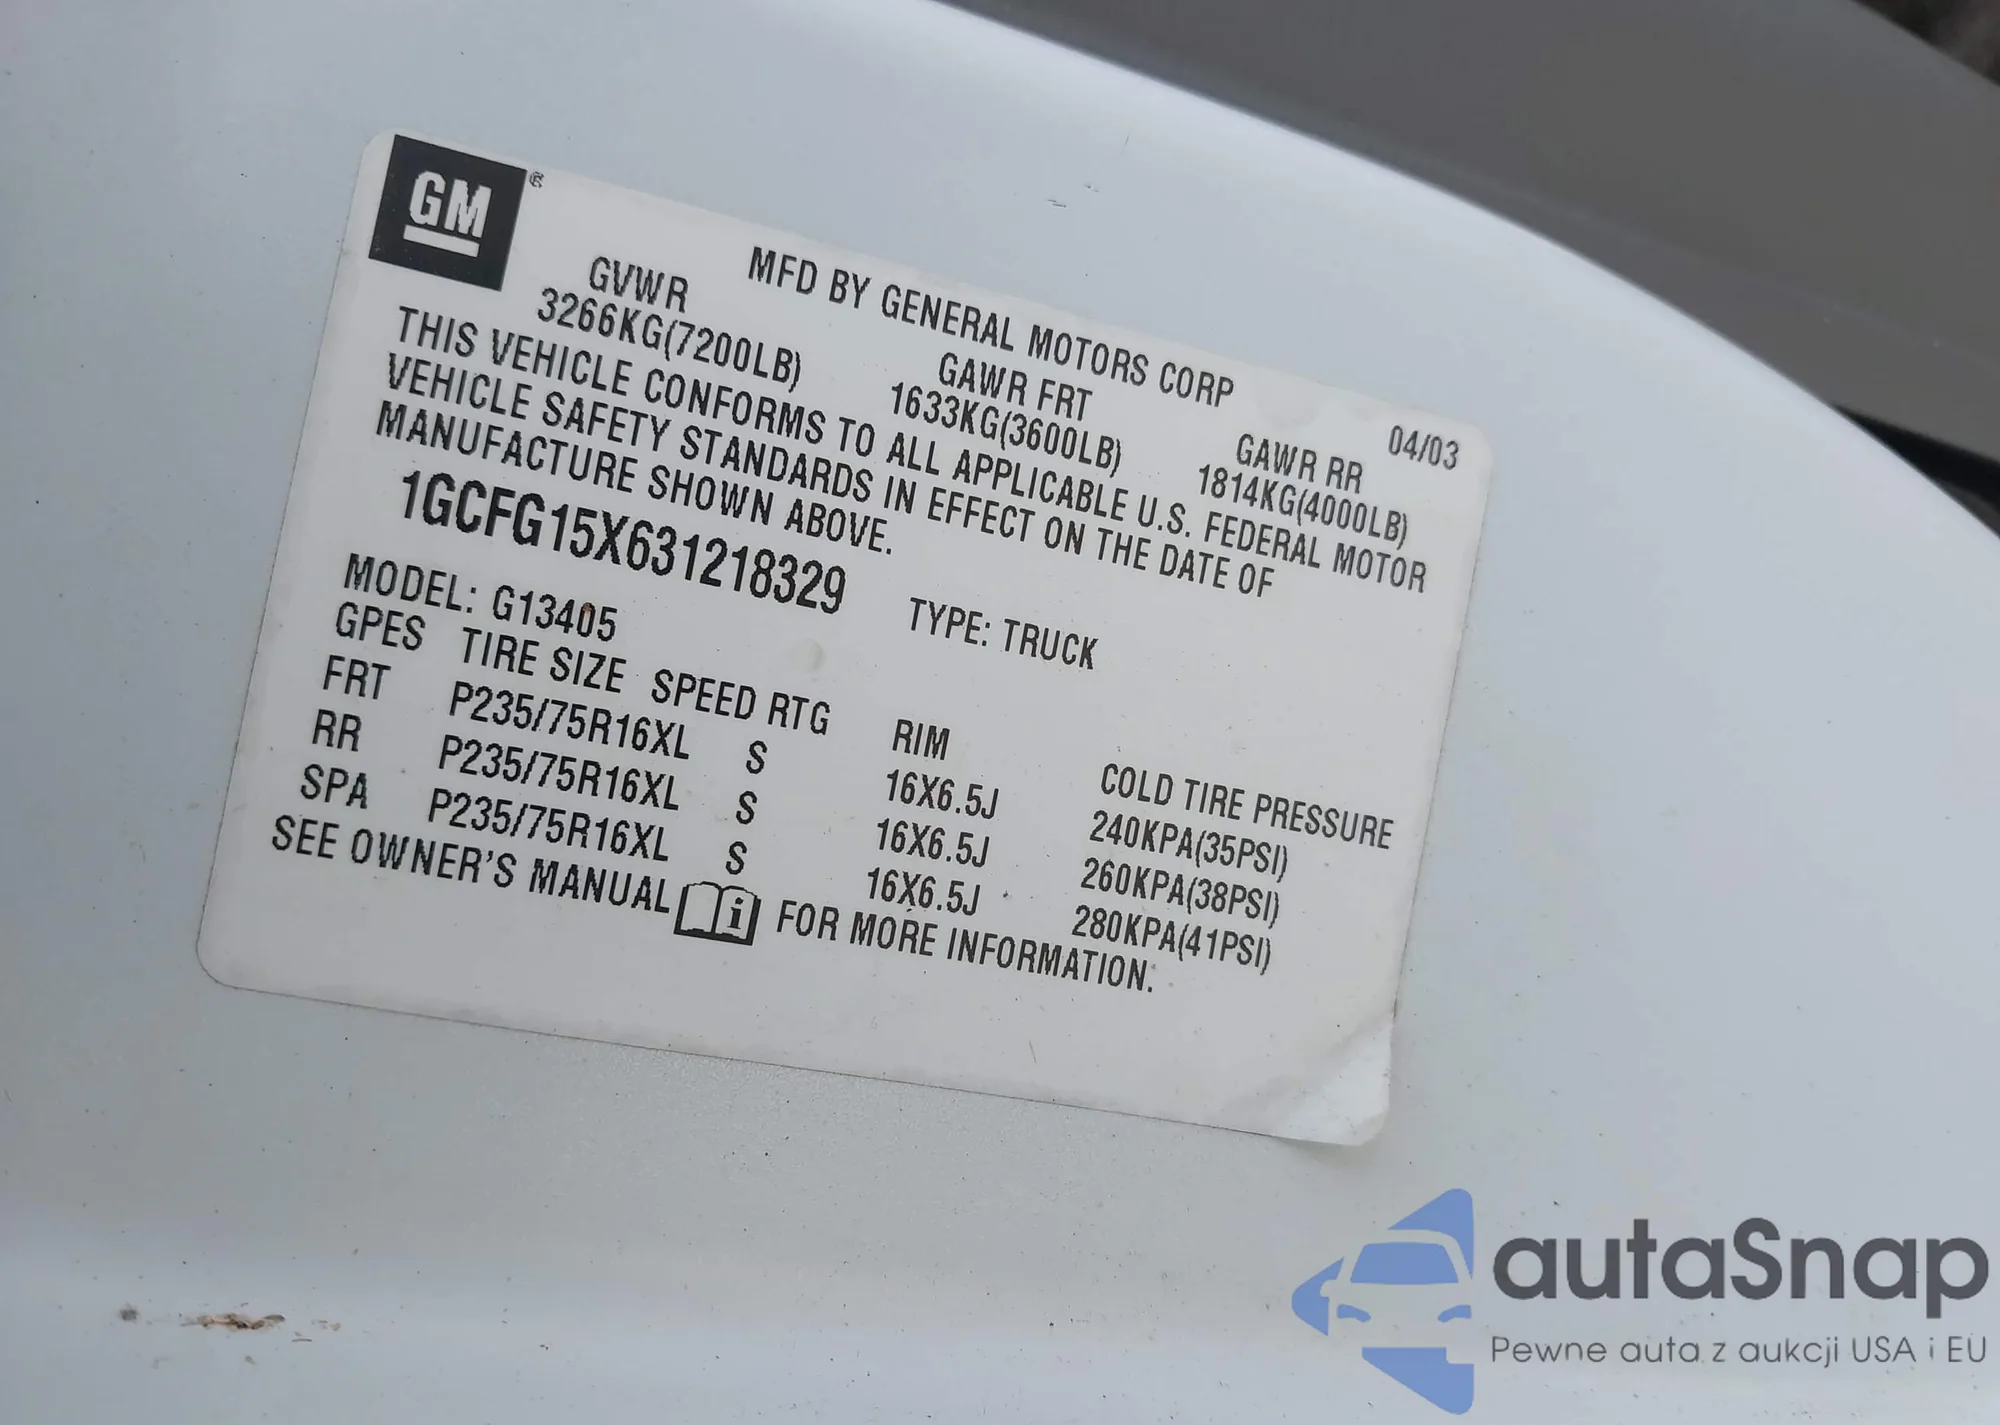 GM®
MFD BY GENERAL MOTORS CORP 04/03
GVWR GAWR FRT GAWR RR
3266KG(7200LB) 1633KG(3600LB) 1814KG(4000LB)
THIS VEHICLE CONFORMS TO ALL APPLICABLE U.S. FEDERAL MOTOR
VEHICLE SAFETY STANDARDS IN EFFECT ON THE DATE OF
MANUFACTURE SHOWN ABOVE.
1GCFG15X631218329 TYPE: TRUCK
MODEL: G13405
GPES TIRE SIZE SPEED RTG RIM COLD TIRE PRESSURE
FRT P235/75R16XL S 16X6.5J 240KPA(35PSI)
RR P235/75R16XL S 16X6.5J 260KPA(38PSI)
SPA P235/75R16XL S 16X6.5J 280KPA(41PSI)
SEE OWNER'S MANUAL i FOR MORE INFORMATION.
autaSnap
Pewne auta z aukcji USA i EU